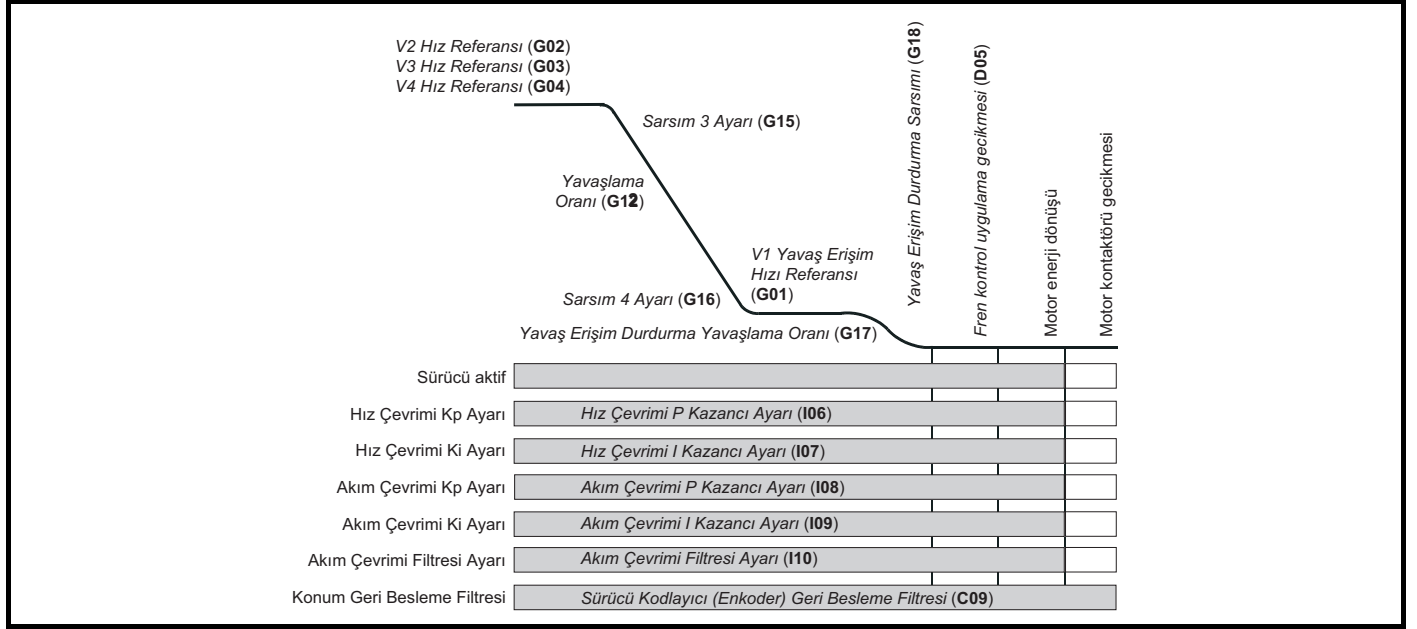 V2 Hız Referansı (G02)
V3 Hız Referansı (G03)
V4 Hız Referansı (G04)
Sarsım 3 Ayarı (G15)
Yavaşlama
Oranı (G12)
V1 Yavaş Erişim
Hızı Referansı
(G01)
Sarsım 4 Ayarı (G16)
Yavaş Erişim Durdurma Yavaşlama Oranı (G17)
Yavaş Erişim Durdurma Sarsımı (G18)
Fren kontrol uygulama gecikmesi (D05)
Motor enerji dönüşü
Motor kontaktörü gecikmesi
Sürücü aktif
Hız Çevrimi Kp Ayarı
Hız Çevrimi P Kazancı Ayarı (I06)
Hız Çevrimi Ki Ayarı
Hız Çevrimi I Kazancı Ayarı (I07)
Akım Çevrimi Kp Ayarı
Akım Çevrimi P Kazancı Ayarı (I08)
Akım Çevrimi Ki Ayarı
Akım Çevrimi I Kazancı Ayarı (I09)
Akım Çevrimi Filtresi Ayarı
Akım Çevrimi Filtresi Ayarı (I10)
Konum Geri Besleme Filtresi
Sürücü Kodlayıcı (Enkoder) Geri Besleme Filtresi (C09)